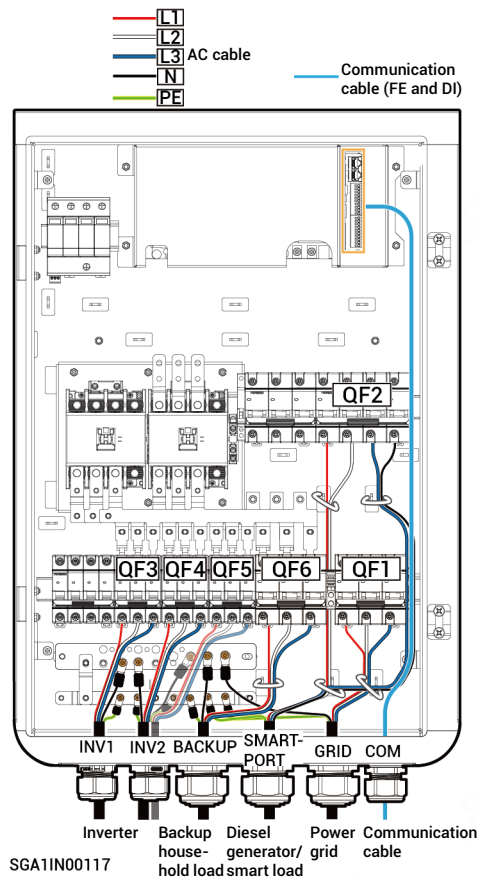 L1
L2
L3 AC cable
N
PE
Communication
cable (FE and DI)
QF2
QF3
QF4
QF5
QF6
QF1
INV1
INV2
BACKUP
SMART-
PORT
GRID
COM
Inverter
Backup
house-
hold load
Diesel
generator/
smart load
Power
grid
Communication
cable
SGA1IN00117